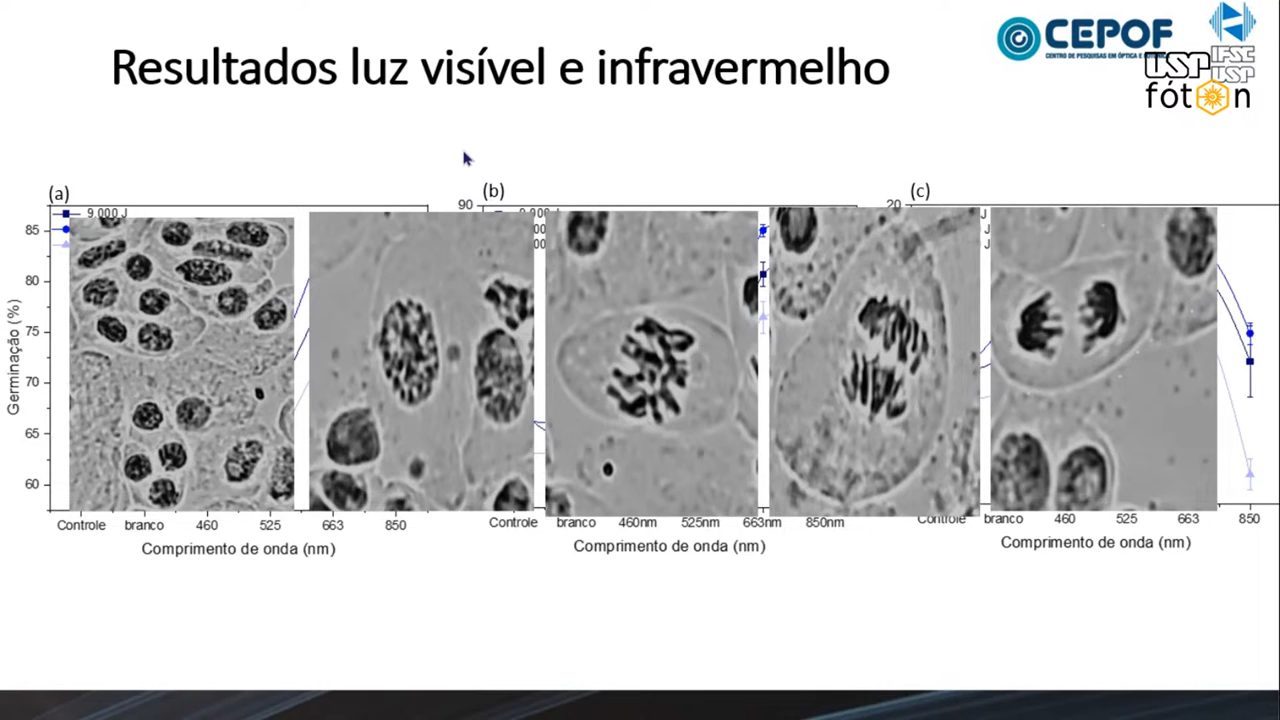 Resultados luz visível e infravermelho
CEPOF
CENTRO DE PESQUISAS EM ÓPTICA E
IFSC
USP
USP
fóton
(a)
(b)
(c)
9.000 J
90
20
85
80
75
70
65
60
Germinação (%)
Controle branco 460 525 663 850
Comprimento de onda (nm)
Controle branco 460nm 525nm 663nm 850nm
Comprimento de onda (nm)
Controle branco 460 525 663 850
Comprimento de onda (nm)